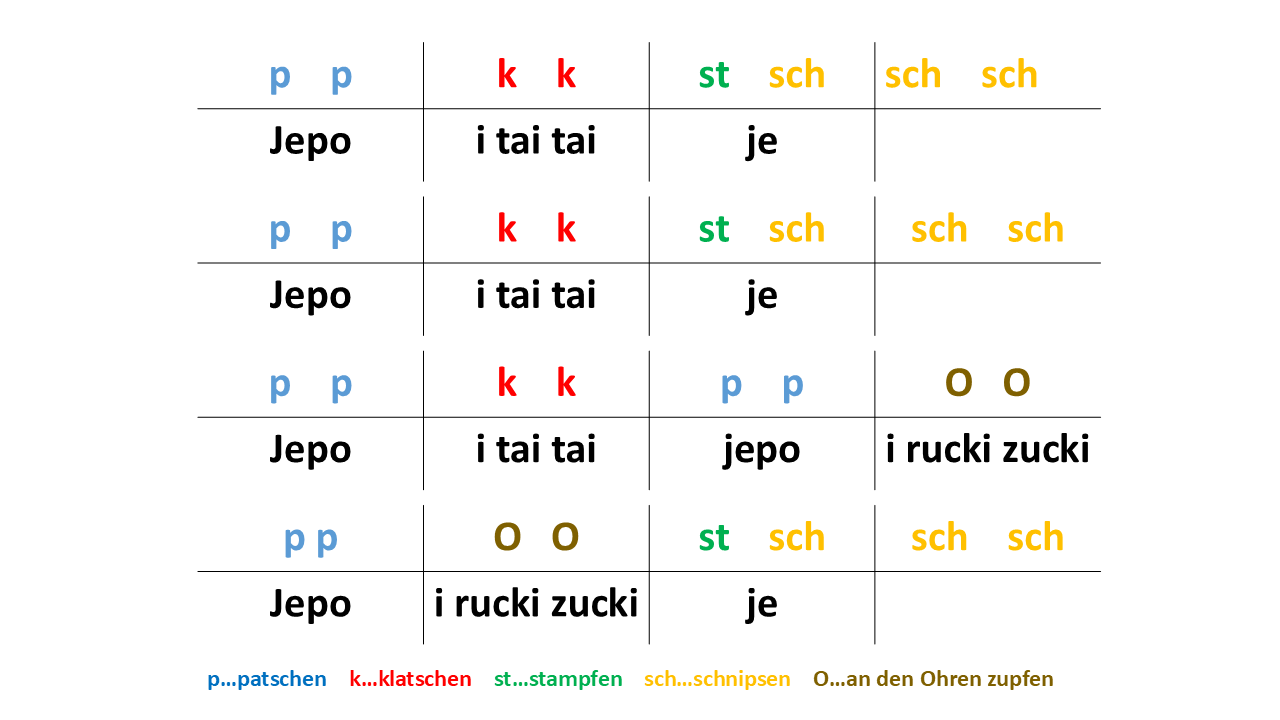 p p k k st sch sch sch
Jepo i tai tai je
p p k k st sch sch sch
Jepo i tai tai je
p p k k p p O O
Jepo i tai tai jepo i rucki zucki
p p O O st sch sch sch
Jepo i rucki zucki je
p...patschen k...klatschen st...stampfen sch...schnipsen O...an den Ohren zupfen